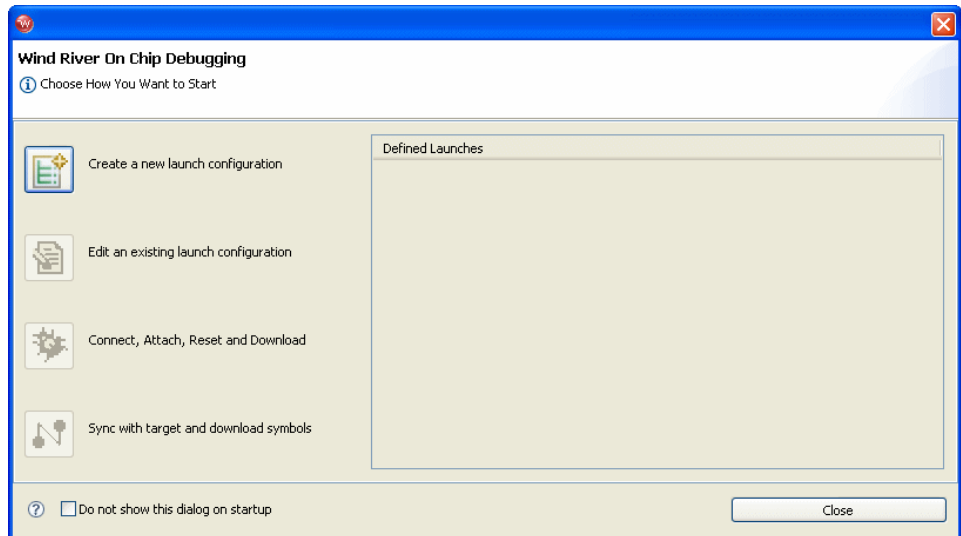 Wind River On Chip Debugging
Choose How You Want to Start
Create a new launch configuration
Defined Launches
Edit an existing launch configuration
Connect, Attach, Reset and Download
Sync with target and download symbols
Do not show this dialog on startup
Close